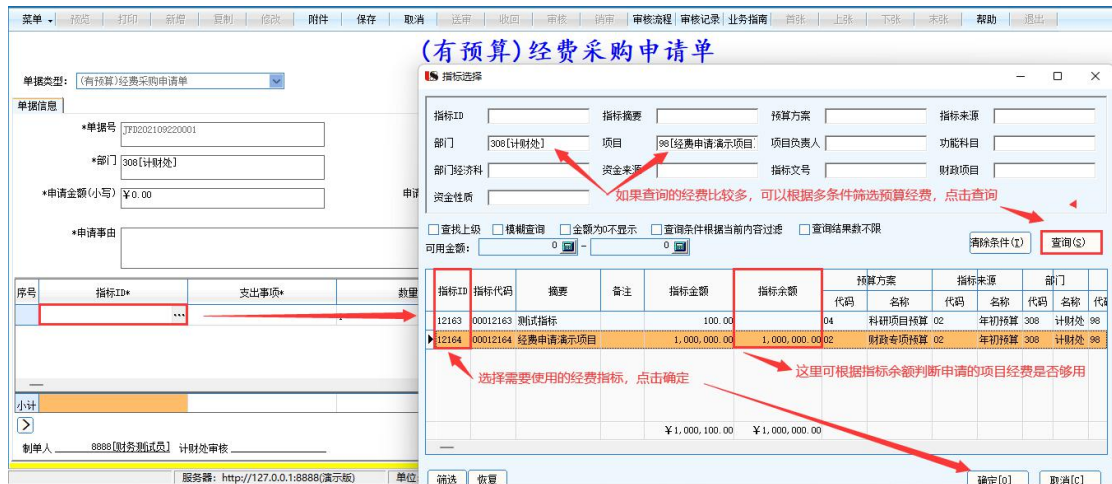 菜单 预览 打印 新增 复制 修改 附件 保存 取消 送审 收回 审核 销审 审核流程 审核记录 业务指南 首张 上张 下张 末张 帮助 退出
(有预算)经费采购申请单
单据类型: (有预算)经费采购申请单
单据信息
*单据号 JFD202109220001
*部门 308[计财处]
*申请金额(小写) ¥0.00
*申请事由
序号 指标ID* 支出事项*
小计
制单人 8888[财务测试员] 计财处审核
服务器: http://127.0.0.1:8888(演示版) 单位
指标选择
指标ID 指标摘要 预算方案 指标来源
部门 308[计财处] 项目 98[经费申请演示项目] 项目负责人 功能科目
部门经济科 资金来源 指标文号 财政项目
资金性质
如果查询的经费比较多，可以根据多条件筛选预算经费，点击查询
查找上级 模糊查询 金额为0不显示 查询条件根据当前内容过滤 查询结果数不限
可用金额: 0 - 0 清除条件(T) 查询(S)
预算方案 指标来源 部门
指标ID 指标代码 摘要 备注 指标金额 指标余额 代码 名称 代码 名称 代码 名称
12163 00012163 测试指标 100.00 04 科研项目预算 02 年初预算 308 计财处 98
12164 00012164 经费申请演示项目 1,000,000.00 1,000,000.00 02 财政专项预算 02 年初预算 308 计财处 98
选择需要使用的经费指标，点击确定
这里可根据指标余额判断申请的项目经费是否够用
¥1,000,100.00 ¥1,000,000.00
筛选 恢复 确定[O] 取消[C]